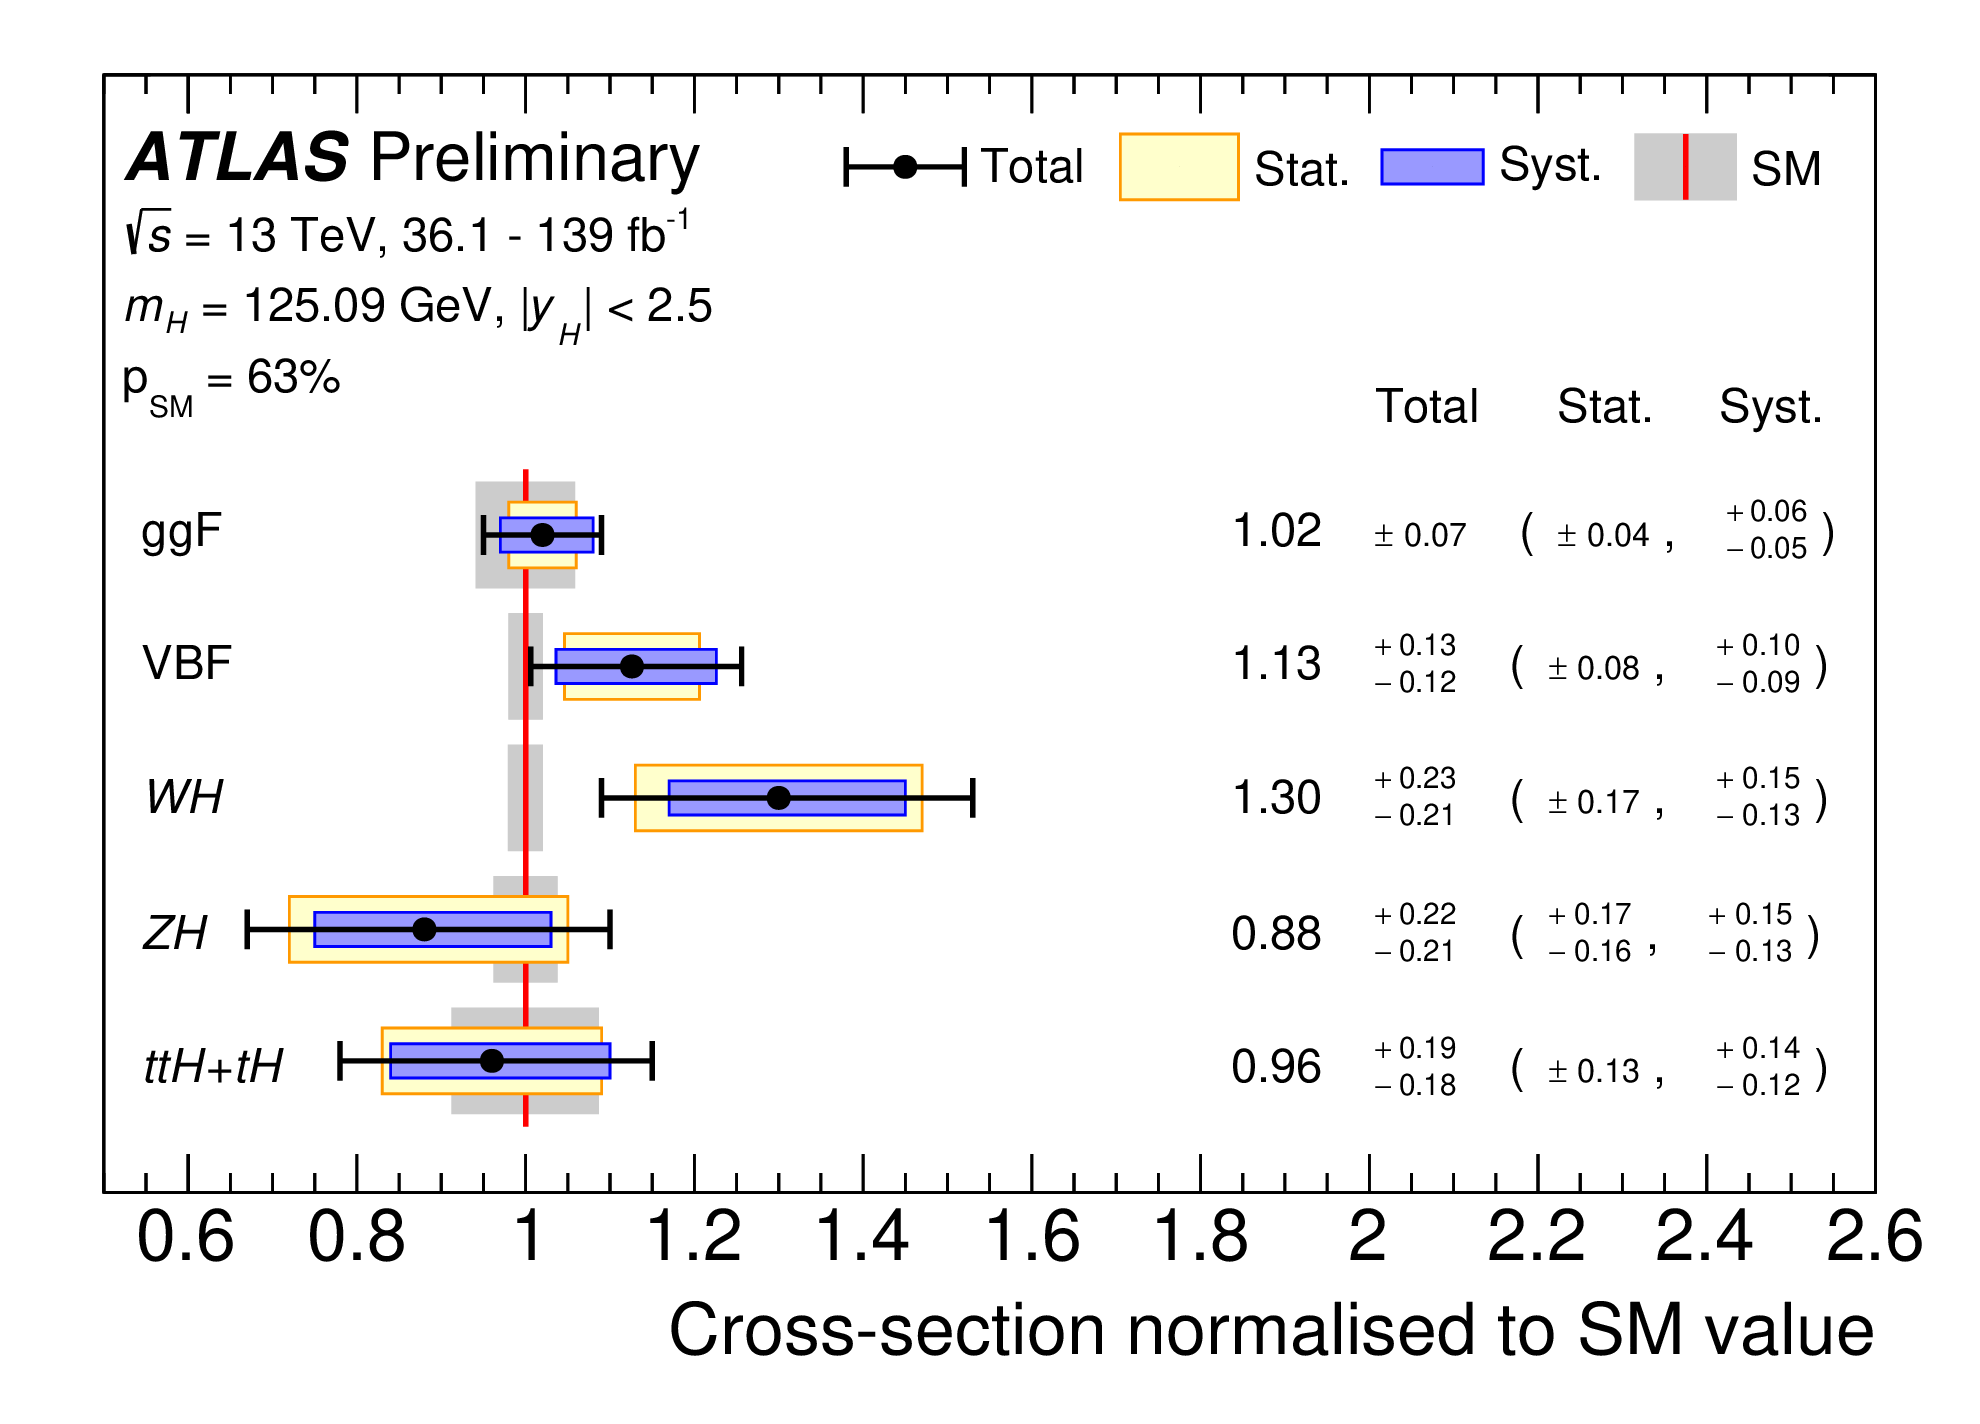 ATLAS Preliminary
Total Stat. Syst. SM
√s = 13 TeV, 36.1 - 139 fb⁻¹
m_H = 125.09 GeV, |y_H| < 2.5
p_SM = 63%
Total Stat. Syst.
ggF 1.02 ± 0.07 ( ± 0.04 , + 0.06 − 0.05 )
VBF 1.13 + 0.13 − 0.12 ( ± 0.08 , + 0.10 − 0.09 )
WH 1.30 + 0.23 − 0.21 ( ± 0.17 , + 0.15 − 0.13 )
ZH 0.88 + 0.22 − 0.21 ( + 0.17 − 0.16 , + 0.15 − 0.13 )
ttH+tH 0.96 + 0.19 − 0.18 ( ± 0.13 , + 0.14 − 0.12 )
0.6 0.8 1 1.2 1.4 1.6 1.8 2 2.2 2.4 2.6
Cross-section normalised to SM value